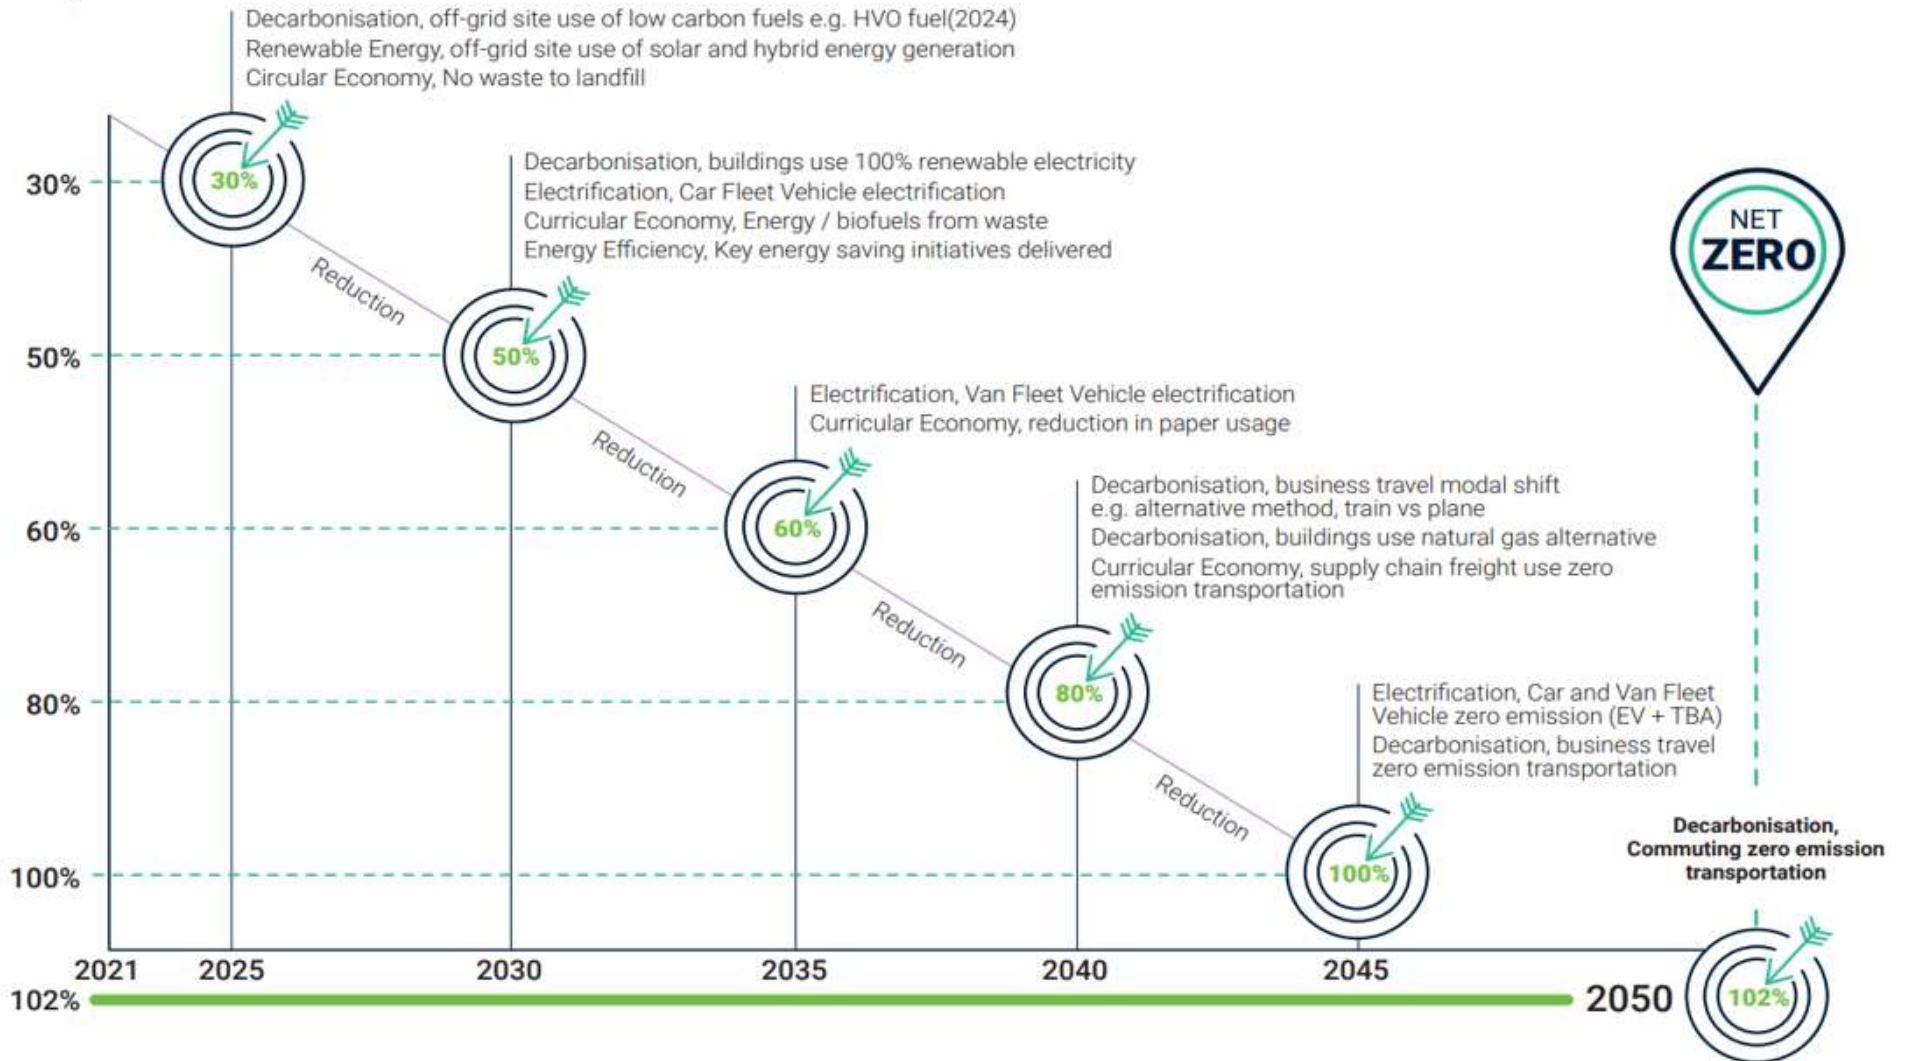 Decarbonisation, off-grid site use of low carbon fuels e.g. HVO fuel(2024)
Renewable Energy, off-grid site use of solar and hybrid energy generation
Circular Economy, No waste to landfill
30%
30%
Reduction
Decarbonisation, buildings use 100% renewable electricity
Electrification, Car Fleet Vehicle electrification
Curricular Economy, Energy / biofuels from waste
Energy Efficiency, Key energy saving initiatives delivered
NET
ZERO
50%
50%
Reduction
Electrification, Van Fleet Vehicle electrification
Curricular Economy, reduction in paper usage
60%
60%
Reduction
Decarbonisation, business travel modal shift
e.g. alternative method, train vs plane
Decarbonisation, buildings use natural gas alternative
Curricular Economy, supply chain freight use zero
emission transportation
80%
80%
Reduction
Electrification, Car and Van Fleet
Vehicle zero emission (EV + TBA)
Decarbonisation, business travel
zero emission transportation
100%
100%
Decarbonisation,
Commuting zero emission
transportation
2021 2025 2030 2035 2040 2045
102% 2050 102%